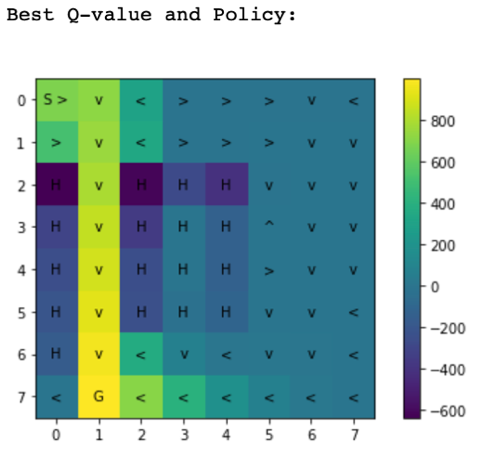 Best Q-value and Policy:
0 S > v < > > > v <
1 > v < > > > v v
2 H v H H H v v v
3 H v H H H ^ v v
4 H v H H H > v v
5 H v H H H v v <
6 H v < v < v v <
7 < G < < < < < <
0 1 2 3 4 5 6 7
800
600
400
200
0
−200
−400
−600